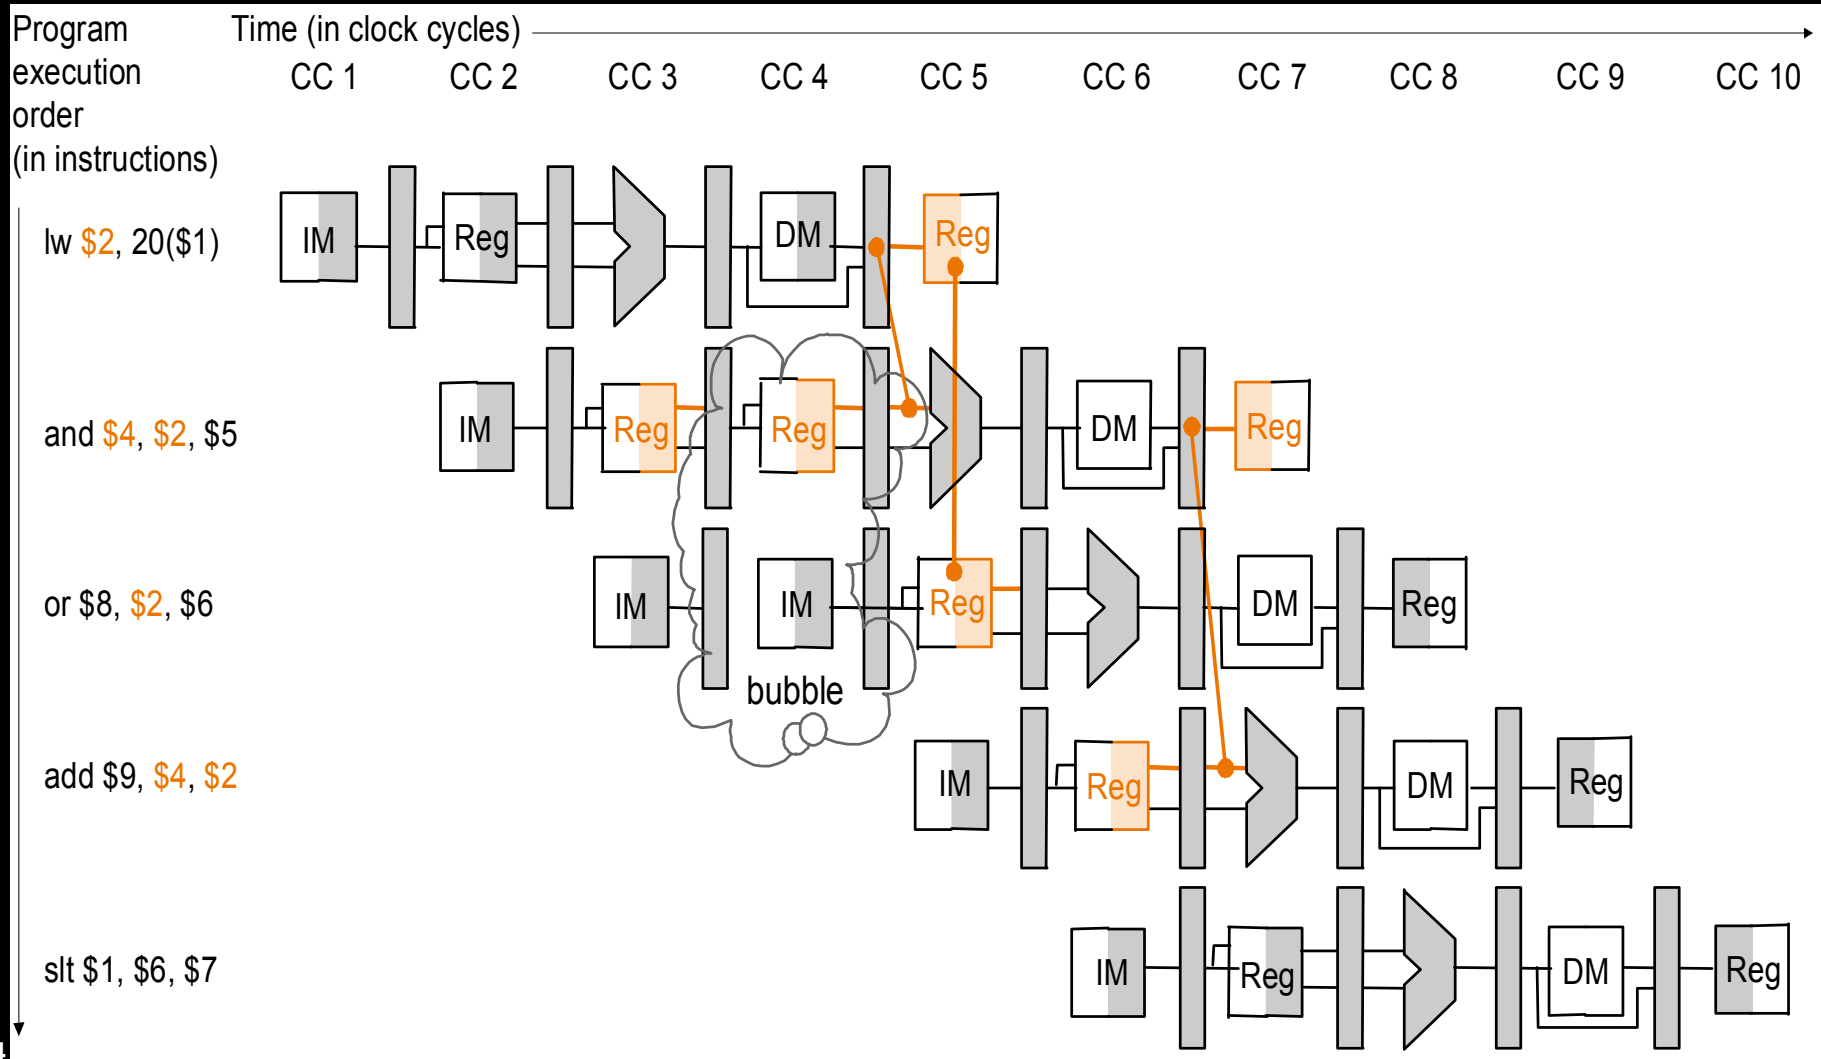 Program
execution
order
(in instructions)
Time (in clock cycles)
CC 1 CC 2 CC 3 CC 4 CC 5 CC 6 CC 7 CC 8 CC 9 CC 10
lw $2, 20($1)
IM Reg DM Reg
and $4, $2, $5
IM Reg Reg DM Reg
or $8, $2, $6
IM IM Reg DM Reg
bubble
add $9, $4, $2
IM Reg DM Reg
slt $1, $6, $7
IM Reg DM Reg